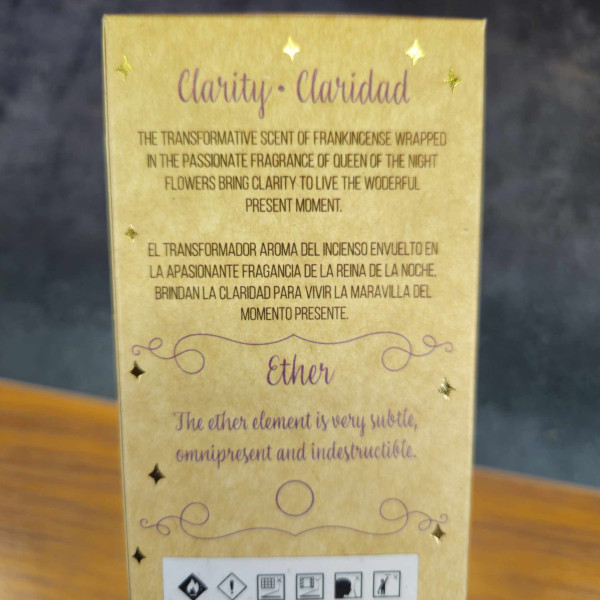 Clarity • Claridad
THE TRANSFORMATIVE SCENT OF FRANKINCENSE WRAPPED
IN THE PASSIONATE FRAGRANCE OF QUEEN OF THE NIGHT
FLOWERS BRING CLARITY TO LIVE THE WODERFUL
PRESENT MOMENT.
EL TRANSFORMADOR AROMA DEL INCIENSO ENVUELTO EN
LA APASIONANTE FRAGANCIA DE LA REINA DE LA NOCHE,
BRINDAN LA CLARIDAD PARA VIVIR LA MARAVILLA DEL
MOMENTO PRESENTE.
Ether
The ether element is very subtle,
omnipresent and indestructible.